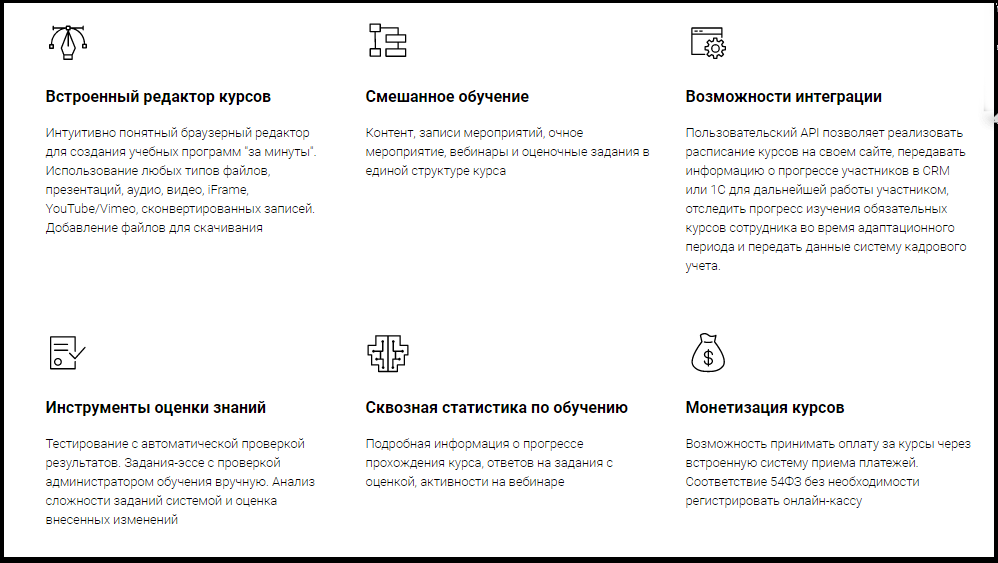 Встроенный редактор курсов
Интуитивно понятный браузерный редактор
для создания учебных программ "за минуты".
Использование любых типов файлов,
презентаций, аудио, видео, iFrame,
YouTube/Vimeo, сконвертированных записей.
Добавление файлов для скачивания
Смешанное обучение
Контент, записи мероприятий, очное
мероприятие, вебинары и оценочные задания в
единой структуре курса
Возможности интеграции
Пользовательский API позволяет реализовать
расписание курсов на своем сайте, передавать
информацию о прогрессе участников в CRM
или 1С для дальнейшей работы участником,
отследить прогресс изучения обязательных
курсов сотрудника во время адаптационного
периода и передать данные систему кадрового
учета.
Инструменты оценки знаний
Тестирование с автоматической проверкой
результатов. Задания-эссе с проверкой
администратором обучения вручную. Анализ
сложности заданий системой и оценка
внесенных изменений
Сквозная статистика по обучению
Подробная информация о прогрессе
прохождения курса, ответов на задания с
оценкой, активности на вебинаре
Монетизация курсов
Возможность принимать оплату за курсы через
встроенную систему приема платежей.
Соответствие 54ФЗ без необходимости
регистрировать онлайн-кассу